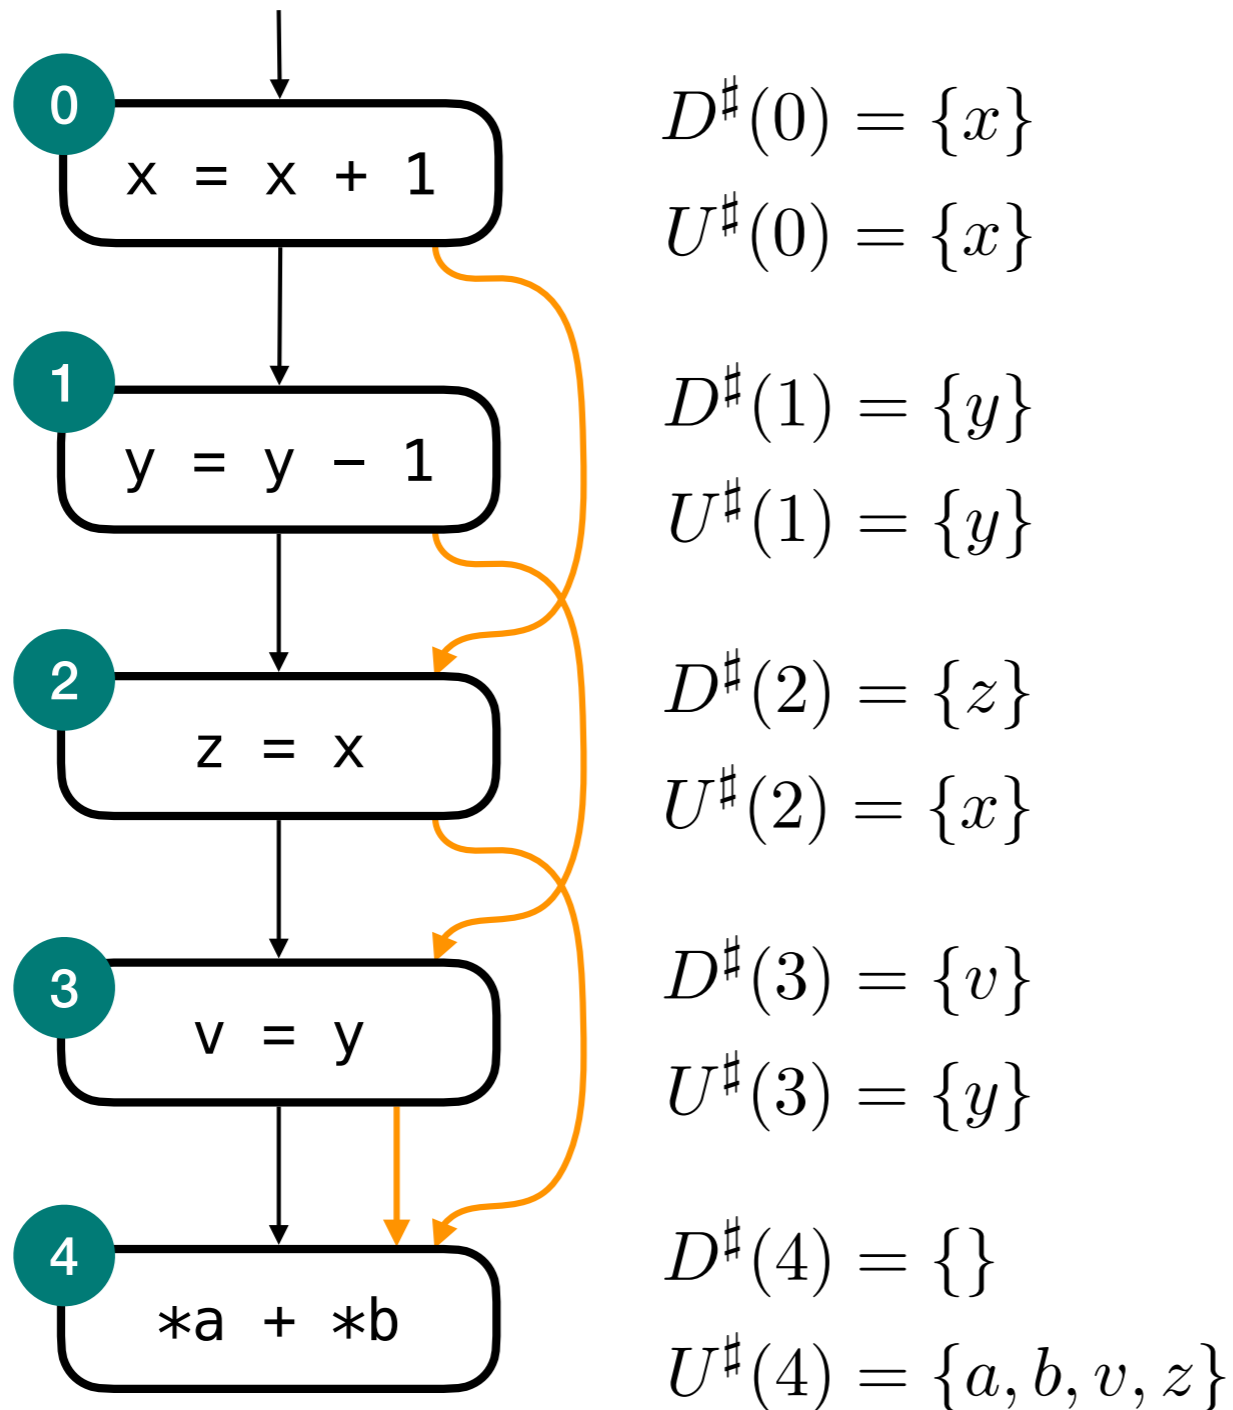 0
x = x + 1
D♯(0) = {x}
U♯(0) = {x}
1
y = y − 1
D♯(1) = {y}
U♯(1) = {y}
2
z = x
D♯(2) = {z}
U♯(2) = {x}
3
v = y
D♯(3) = {v}
U♯(3) = {y}
4
*a + *b
D♯(4) = {}
U♯(4) = {a, b, v, z}